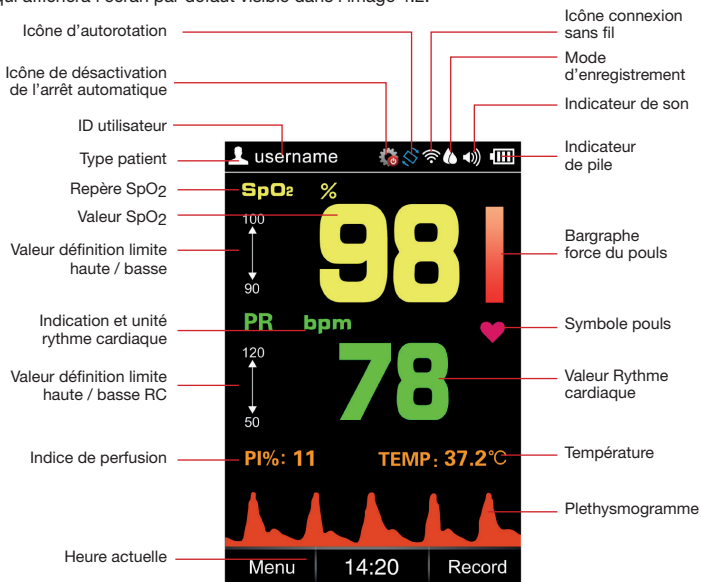 qui affichera l'écran par défaut visible dans l'image 4.2.
Icône d'autorotation
Icône connexion
sans fil
Icône de désactivation
de l'arrêt automatique
Mode
d'enregistrement
Indicateur de son
ID utilisateur
Indicateur
de pile
Type patient
username
Repère SpO2
SpO2 %
Valeur SpO2
98
100
Valeur définition limite
haute / basse
Bargraphe
force du pouls
90
Indication et unité
rythme cardiaque
PR bpm
Symbole pouls
120
78
Valeur définition limite
haute / basse RC
Valeur Rythme
cardiaque
50
Indice de perfusion
PI%: 11
TEMP: 37.2°C
Température
Plethysmogramme
Heure actuelle
Menu
14:20
Record